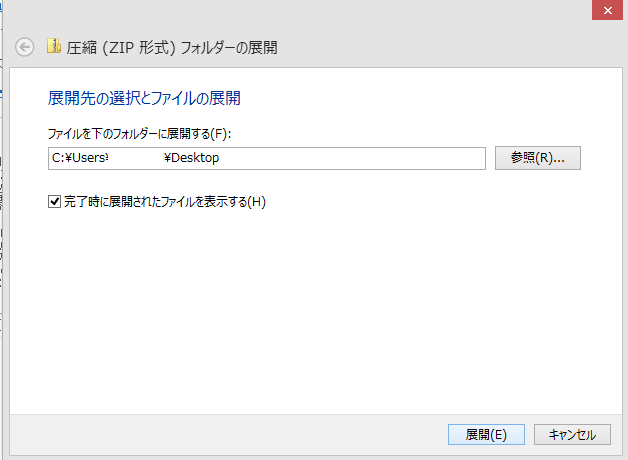 圧縮 (ZIP 形式) フォルダーの展開
展開先の選択とファイルの展開
ファイルを下のフォルダーに展開する(F):
C:¥Users¥ ¥Desktop
参照(R)...
完了時に展開されたファイルを表示する(H)
展開(E)
キャンセル